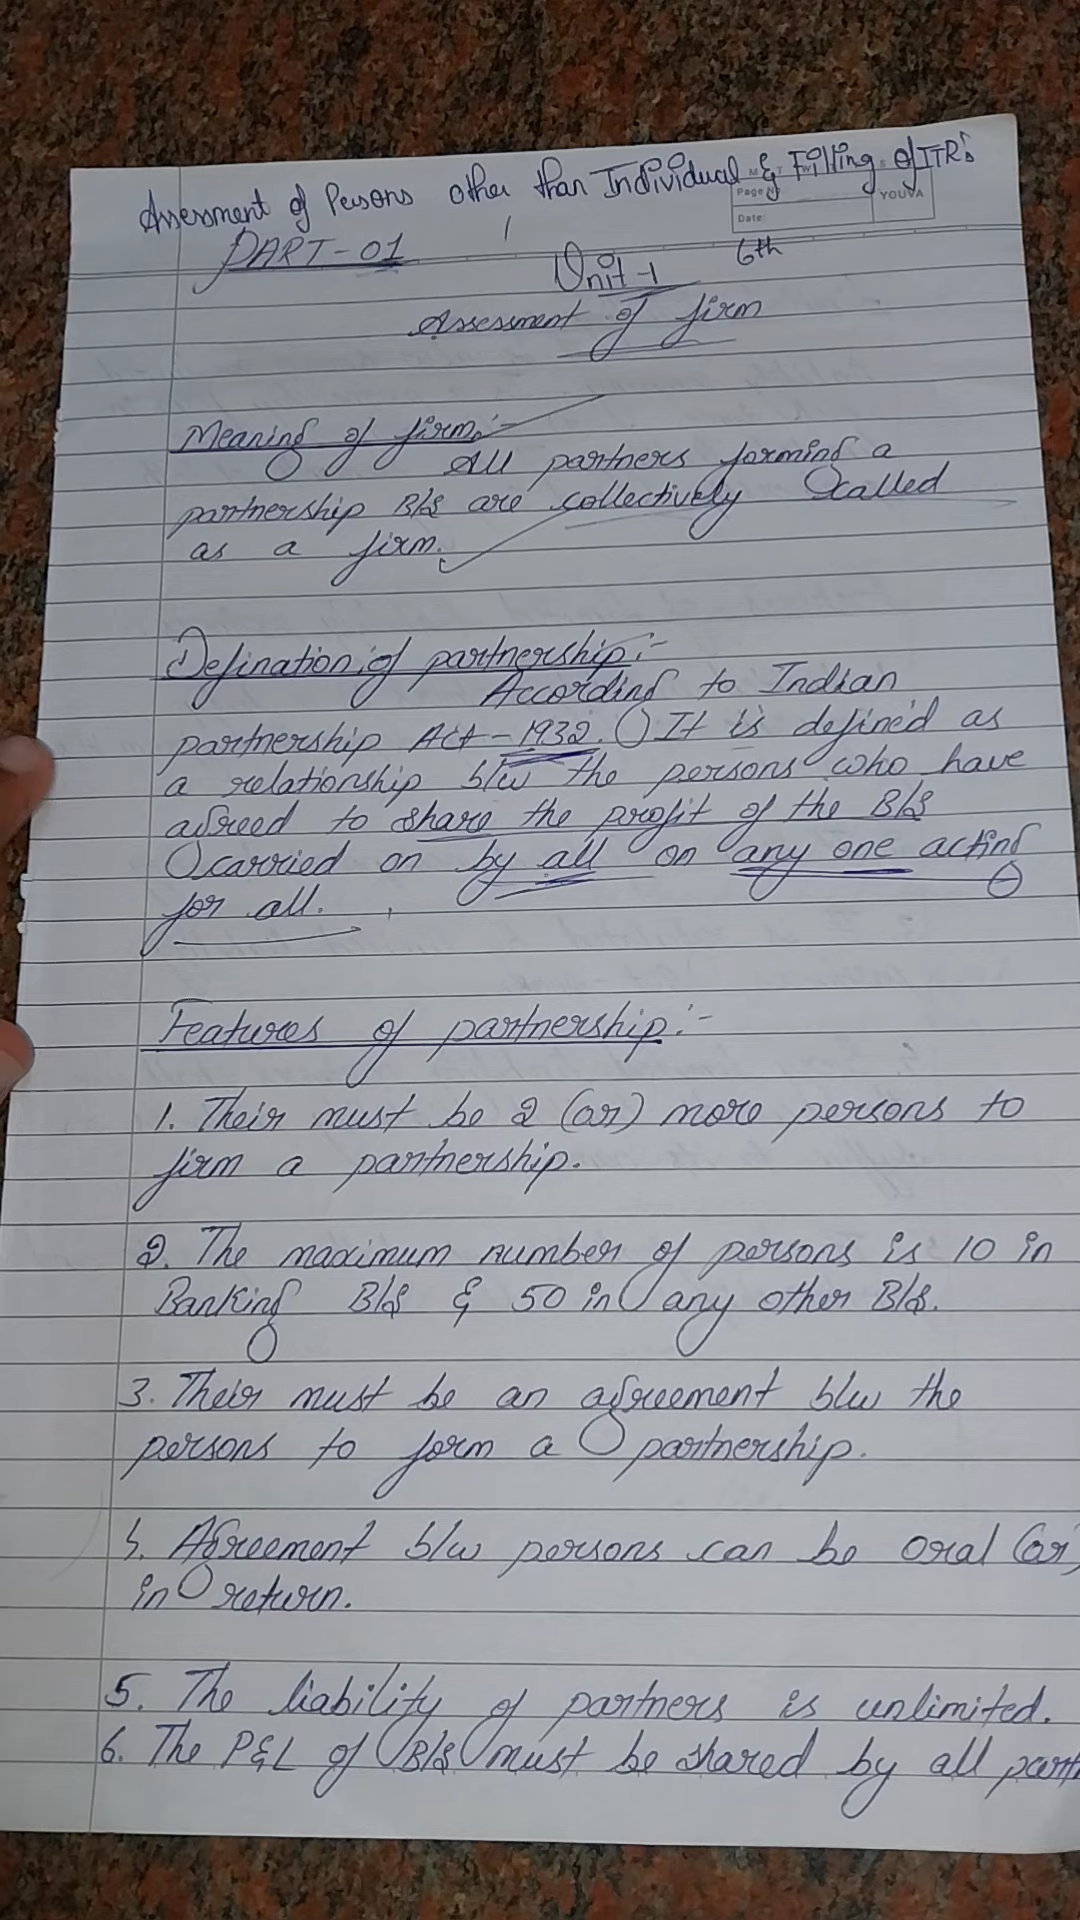 Assessment of Persons other than Individual & Filling of ITR's
Page No
YOUVA
Date:
PART-01
Unit-1
6th
Assessment of firm
Meaning of firm:-
All partners forming a
partnership B/S are collectively called
as a firm.
Defination of partnership:-
According to Indian
partnership Act-1932. It is defined as
a relationship b/w the persons who have
agreed to share the profit of the B/S
carried on by all on any one acting
for all.
Features of partnership:-
1. Their must be 2 (or) more persons to
firm a partnership.
2. The maximum number of persons is 10 in
Banking B/S & 50 in any other B/S.
3. Their must be an agreement b/w the
persons to form a partnership.
4. Agreement b/w persons can be oral (or)
in return.
5. The liability of partners is unlimited.
6. The P&L of B/S must be shared by all part